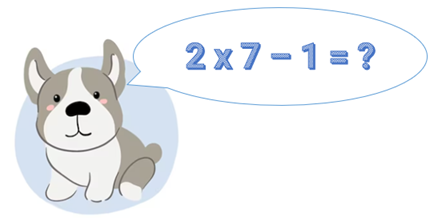 2 x 7 – 1 = ?